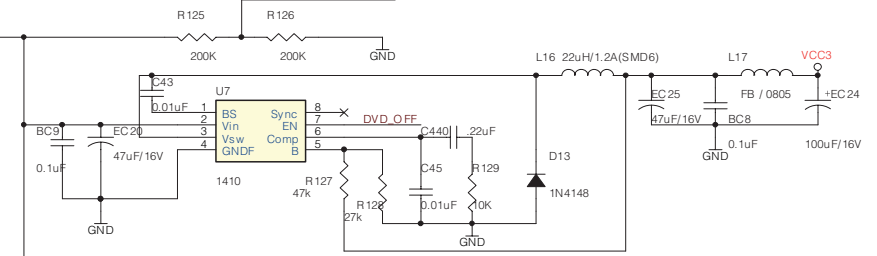 R125
R126
200K
200K
GND
L16 22uH/1.2A(SMD6)
L17
VCC3
C43
0.01uF
U7
FB / 0805
EC25
+EC24
1 BS Sync 8
2 Vin EN 7 DVD_OFF
3 Vsw Comp 6
4 GNDF B 5
1410
BC9
EC20
47uF/16V
0.1uF
C440 .22uF
47uF/16V
BC8
0.1uF
100uF/16V
GND
D13
1N4148
R127
47k
C45
0.01uF
R129
10K
27k
R128
GND
GND